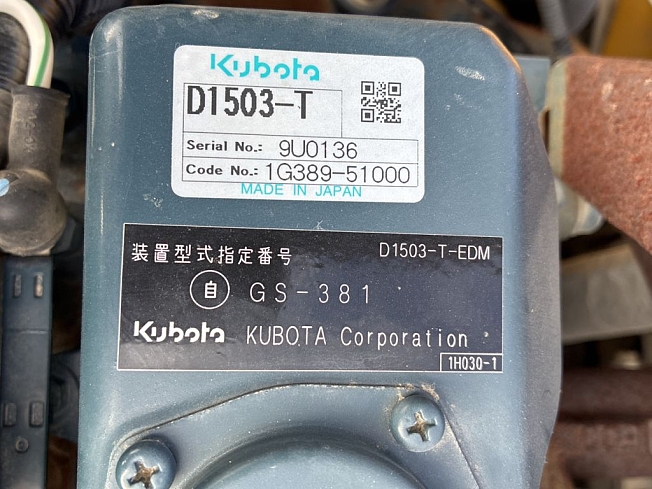 Kubota
D1503-T
Serial No.: 9U0136
Code No.: 1G389-51000
MADE IN JAPAN
装置型式指定番号 D1503-T-EDM
自 GS-381
Kubota KUBOTA Corporation
1H030-1